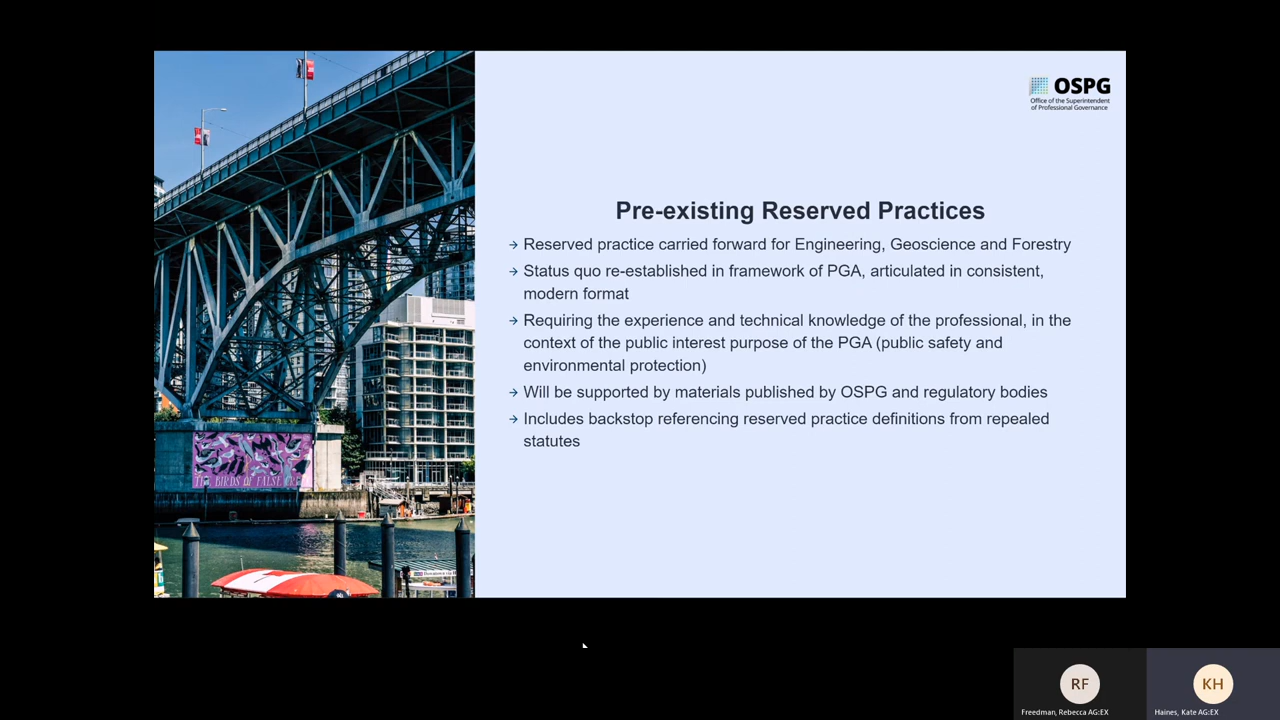 OSPG
Office of the Superintendent
of Professional Governance
Pre-existing Reserved Practices
→ Reserved practice carried forward for Engineering, Geoscience and Forestry
→ Status quo re-established in framework of PGA, articulated in consistent,
modern format
→ Requiring the experience and technical knowledge of the professional, in the
context of the public interest purpose of the PGA (public safety and
environmental protection)
→ Will be supported by materials published by OSPG and regulatory bodies
→ Includes backstop referencing reserved practice definitions from repealed
statutes
THE BIRDS OF FALSE
RF
Freedman, Rebecca AG:EX
KH
Haines, Kate AG:EX